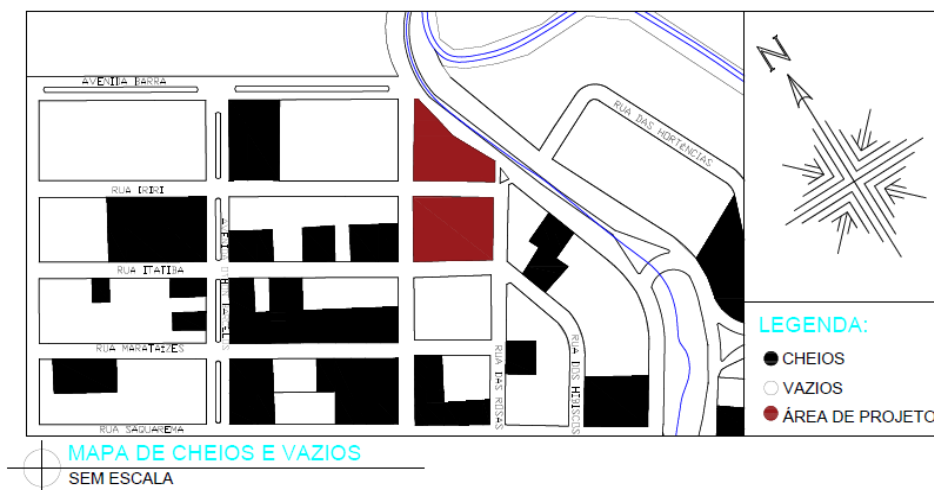 AVENIDA BARRA
RUA DAS HORTÊNCIAS
N
RUA IRIRI
RUA ITATIBA
RUA MARATAÍZES
RUA DAS ROSAS
RUA DOS HIBISCOS
RUA SAQUAREMA
LEGENDA:
CHEIOS
VAZIOS
ÁREA DE PROJETO
MAPA DE CHEIOS E VAZIOS
SEM ESCALA